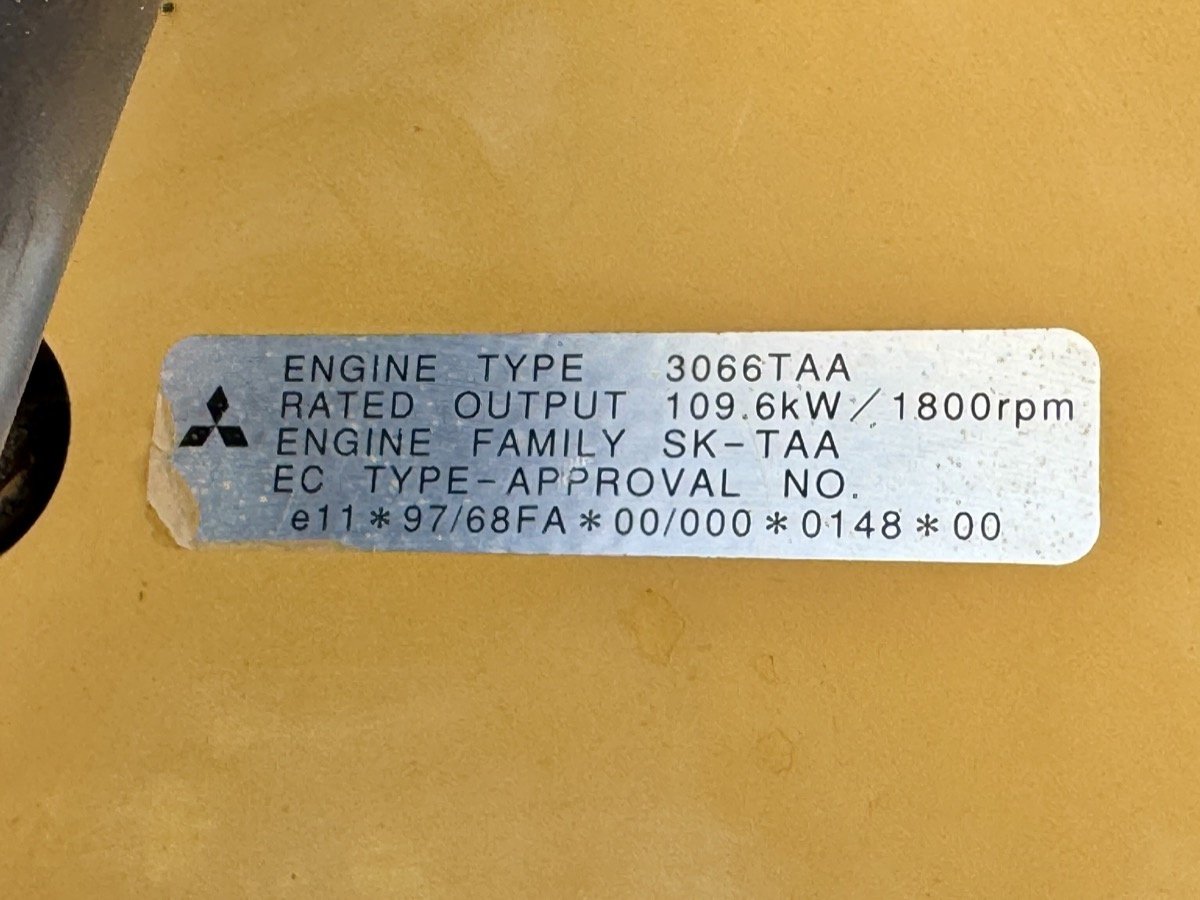 ENGINE TYPE 3066TAA
RATED OUTPUT 109.6kW/1800rpm
ENGINE FAMILY SK-TAA
EC TYPE-APPROVAL NO.
e11*97/68FA*00/000*0148*00